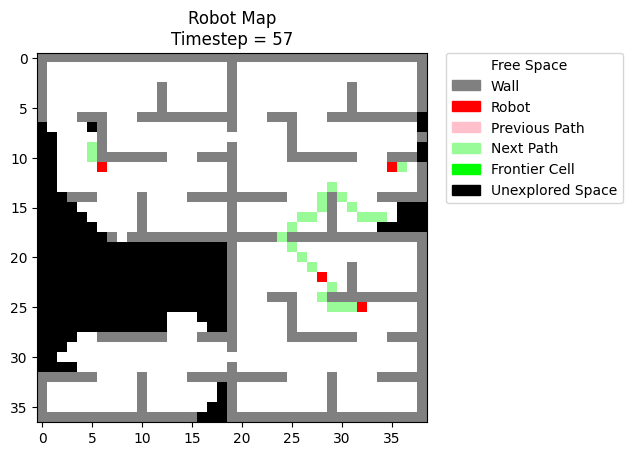 Robot Map
Timestep = 57
Free Space
Wall
Robot
Previous Path
Next Path
Frontier Cell
Unexplored Space
0
5
10
15
20
25
30
35
0
5
10
15
20
25
30
35